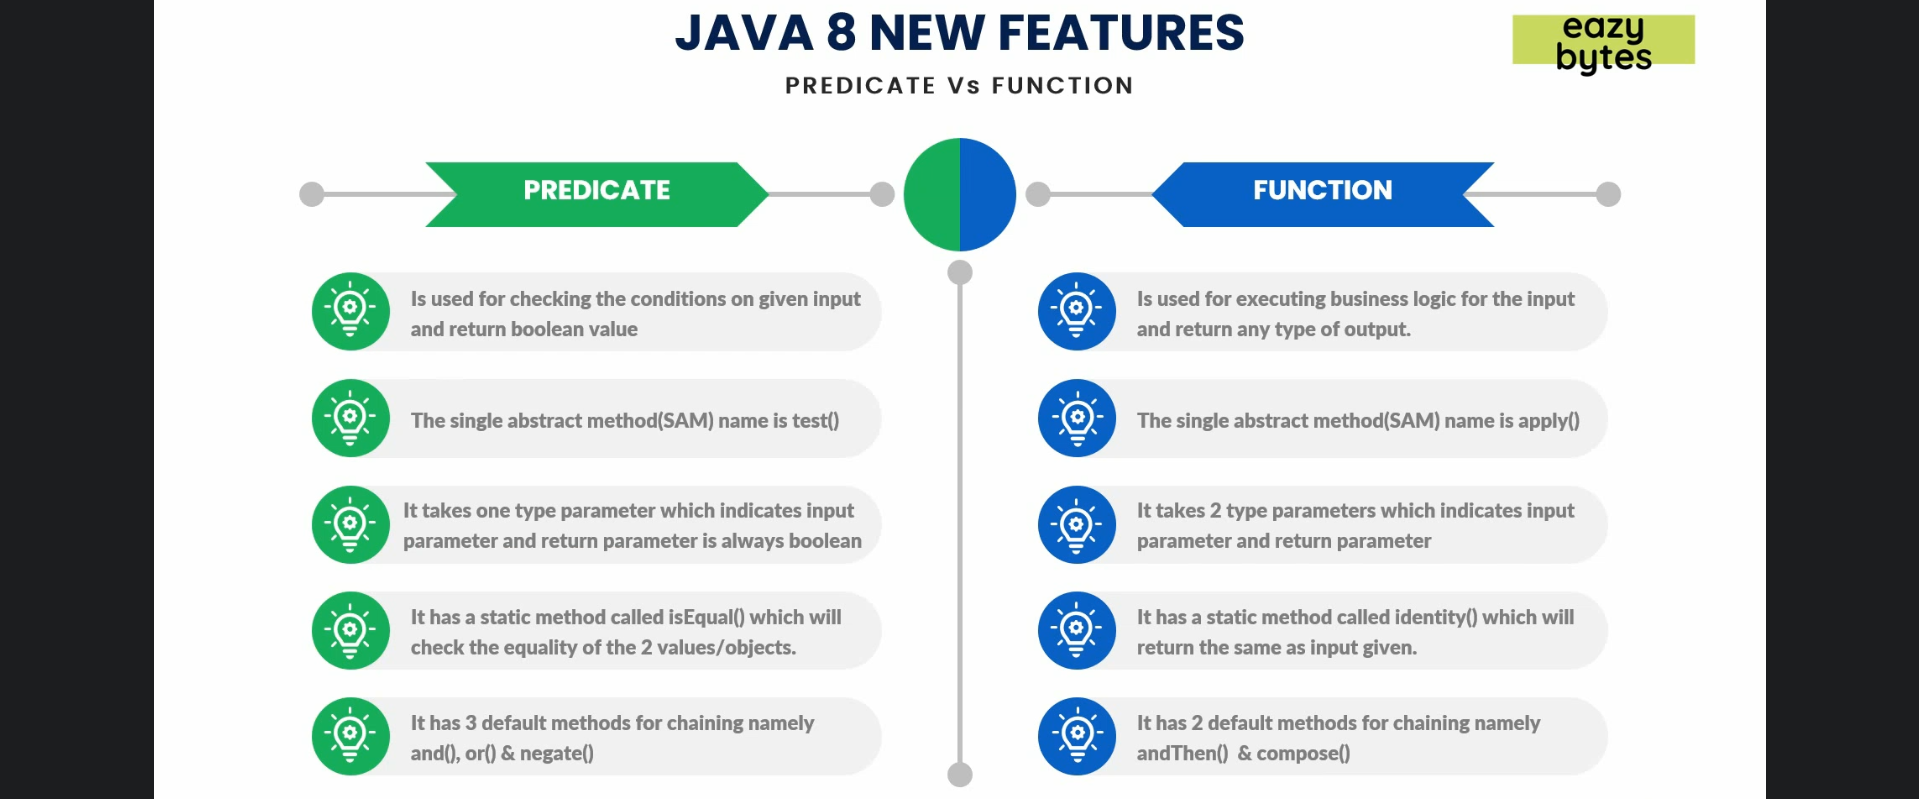 JAVA 8 NEW FEATURES
eazy
bytes
PREDICATE Vs FUNCTION
PREDICATE
FUNCTION
Is used for checking the conditions on given input
and return boolean value
The single abstract method(SAM) name is test()
It takes one type parameter which indicates input
parameter and return parameter is always boolean
It has a static method called isEqual() which will
check the equality of the 2 values/objects.
It has 3 default methods for chaining namely
and(), or() & negate()
Is used for executing business logic for the input
and return any type of output.
The single abstract method(SAM) name is apply()
It takes 2 type parameters which indicates input
parameter and return parameter
It has a static method called identity() which will
return the same as input given.
It has 2 default methods for chaining namely
andThen()  & compose()